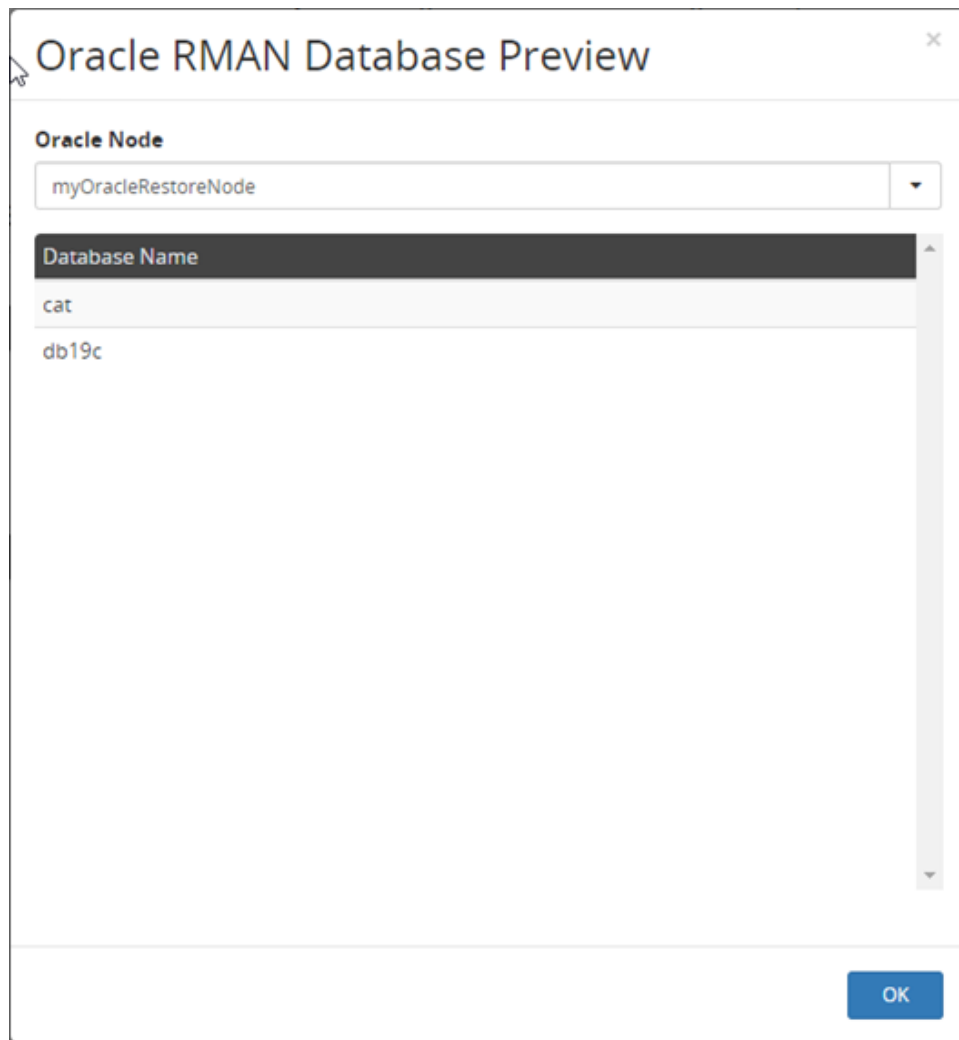 Oracle RMAN Database Preview
Oracle Node
myOracleRestoreNode
Database Name
cat
db19c
OK